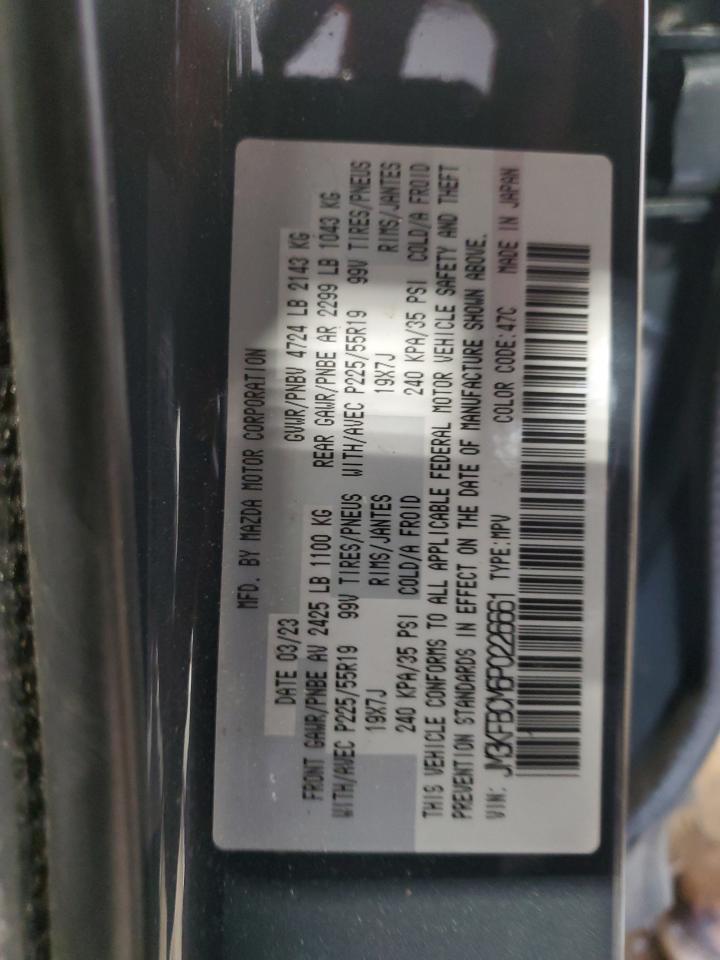 MFD. BY MAZDA MOTOR CORPORATION
DATE 03/23 GVWR/PNBV 4724 LB 2143 KG
FRONT GAWR/PNBE AV 2425 LB 1100 KG REAR GAWR/PNBE AR 2299 LB 1043 KG
WITH/AVEC P225/55R19 99V TIRES/PNEUS WITH/AVEC P225/55R19 99V TIRES/PNEUS
19X7J RIMS/JANTES 19X7J RIMS/JANTES
240 KPA/35 PSI COLD/A FROID 240 KPA/35 PSI COLD/A FROID
THIS VEHICLE CONFORMS TO ALL APPLICABLE FEDERAL MOTOR VEHICLE SAFETY AND THEFT
PREVENTION STANDARDS IN EFFECT ON THE DATE OF MANUFACTURE SHOWN ABOVE.
VIN: JM3KFBCM6P0226661 TYPE:MPV COLOR CODE:47C MADE IN JAPAN